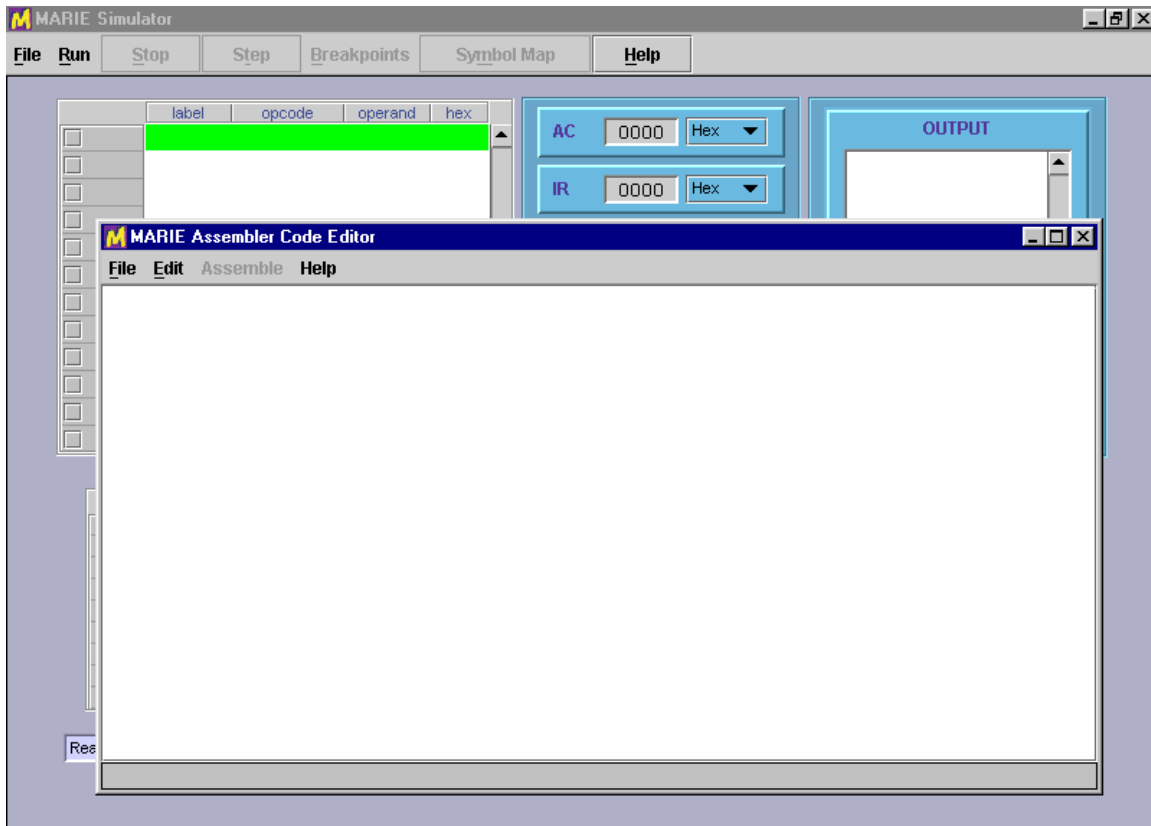 MARIE Simulator
File Run Stop Step Breakpoints Symbol Map Help
label opcode operand hex
AC 0000 Hex
IR 0000 Hex
OUTPUT
MARIE Assembler Code Editor
File Edit Assemble Help